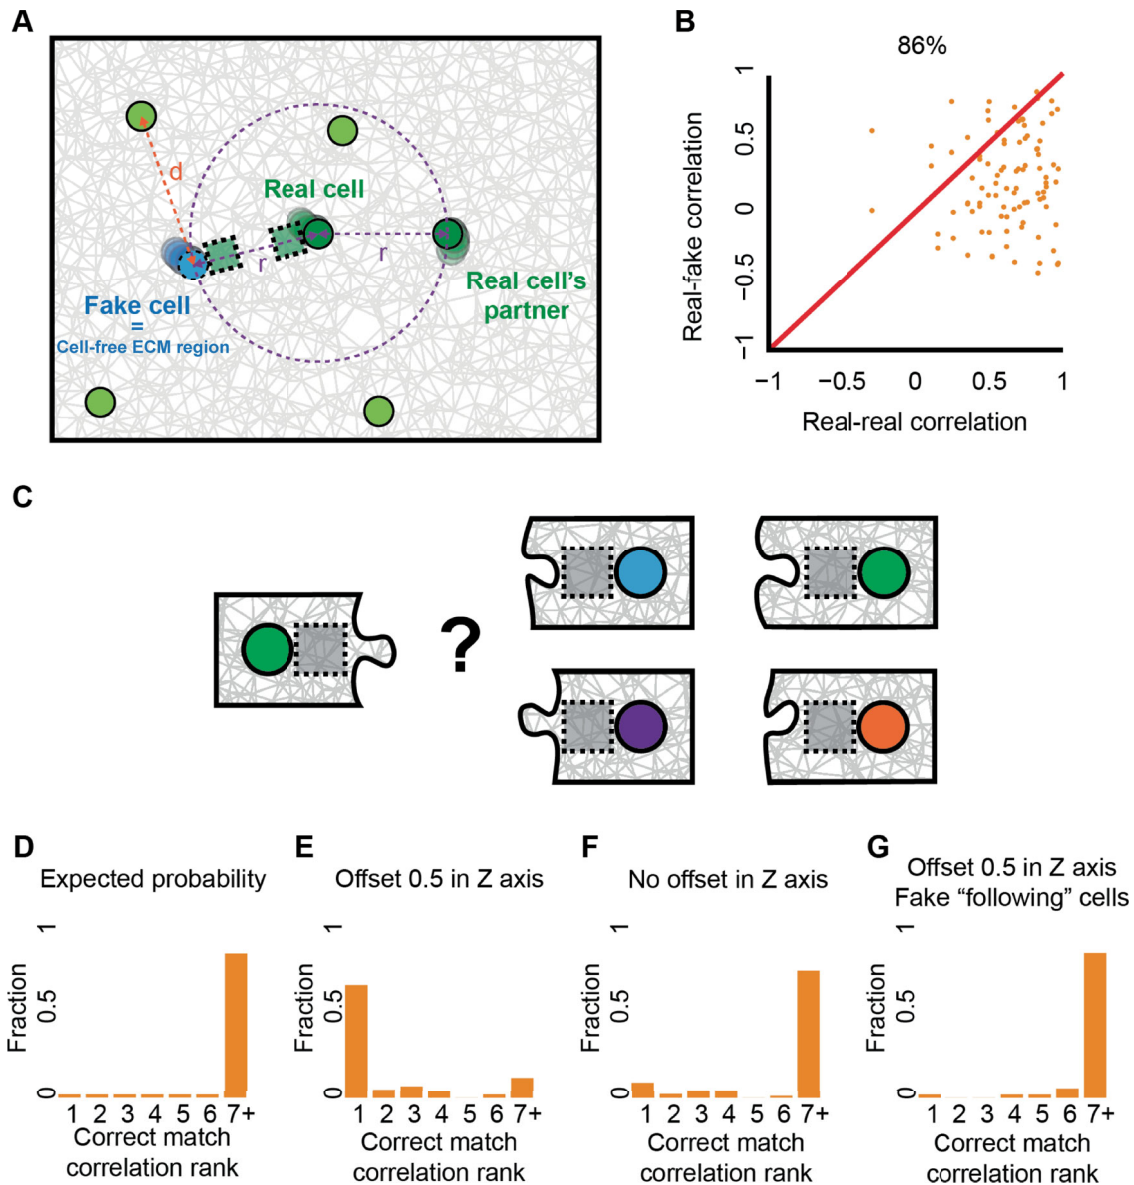 A
d
Real cell
r
r
Fake cell
=
Cell-free ECM region
Real cell's
partner
B
86%
Real-fake correlation
1
0.5
0
−0.5
−1
−1 −0.5 0 0.5 1
Real-real correlation
C
?
D
Expected probability
Fraction
1
0.5
0
1 2 3 4 5 6 7+
Correct match
correlation rank
E
Offset 0.5 in Z axis
Fraction
1
0.5
0
1 2 3 4 5 6 7+
Correct match
correlation rank
F
No offset in Z axis
Fraction
1
0.5
0
1 2 3 4 5 6 7+
Correct match
correlation rank
G
Offset 0.5 in Z axis
Fake “following” cells
Fraction
1
0.5
0
1 2 3 4 5 6 7+
Correct match
correlation rank